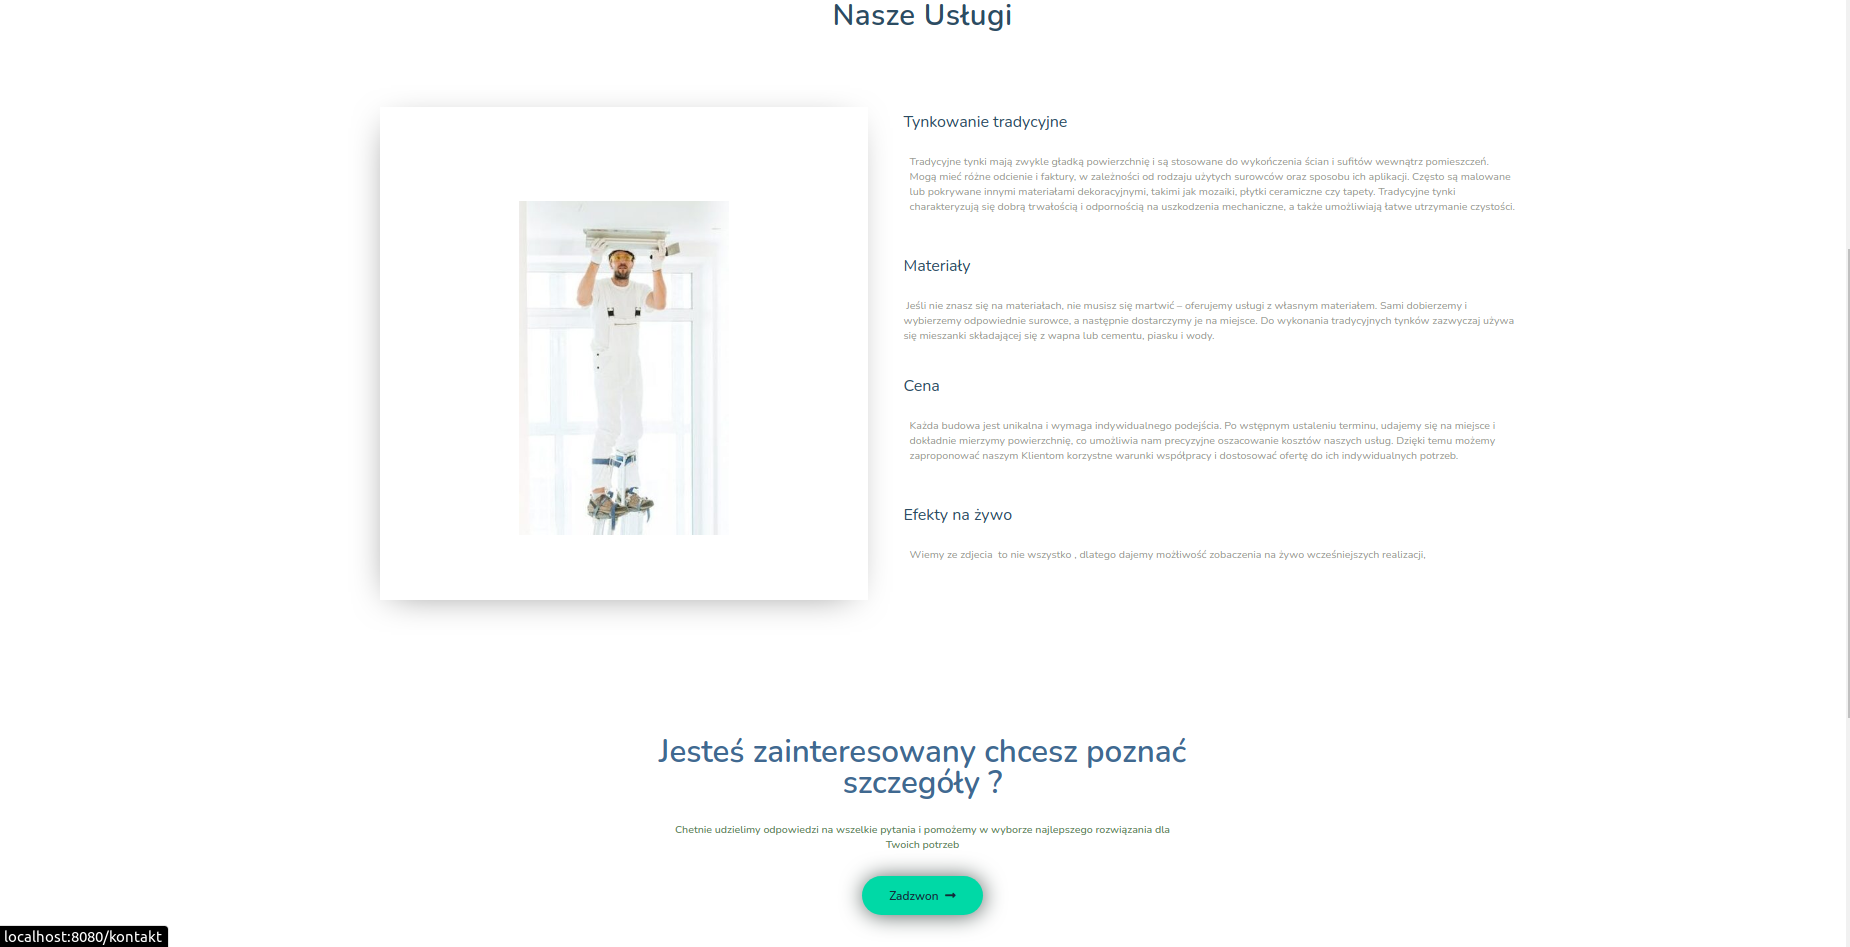 Nasze Usługi
Tynkowanie tradycyjne
Tradycyjne tynki mają zwykle gładką powierzchnię i są stosowane do wykończenia ścian i sufitów wewnątrz pomieszczeń.
Mogą mieć różne odcienie i faktury, w zależności od rodzaju użytych surowców oraz sposobu ich aplikacji. Często są malowane
lub pokrywane innymi materiałami dekoracyjnymi, takimi jak mozaiki, płytki ceramiczne czy tapety. Tradycyjne tynki
charakteryzują się dobrą trwałością i odpornością na uszkodzenia mechaniczne, a także umożliwiają łatwe utrzymanie czystości.
Materiały
Jeśli nie znasz się na materiałach, nie musisz się martwić – oferujemy usługi z własnym materiałem. Sami dobierzemy i
wybierzemy odpowiednie surowce, a następnie dostarczymy je na miejsce. Do wykonania tradycyjnych tynków zazwyczaj używa
się mieszanki składającej się z wapna lub cementu, piasku i wody.
Cena
Każda budowa jest unikalna i wymaga indywidualnego podejścia. Po wstępnym ustaleniu terminu, udajemy się na miejsce i
dokładnie mierzymy powierzchnię, co umożliwia nam precyzyjne oszacowanie kosztów naszych usług. Dzięki temu możemy
zaproponować naszym Klientom korzystne warunki współpracy i dostosować ofertę do ich indywidualnych potrzeb.
Efekty na żywo
Wiemy ze zdjecia to nie wszystko , dlatego dajemy możłiwość zobaczenia na żywo wcześniejszych realizacji,
Jesteś zainteresowany chcesz poznać
szczegóły ?
Chetnie udzielimy odpowiedzi na wszelkie pytania i pomożemy w wyborze najlepszego rozwiązania dla
Twoich potrzeb
Zadzwon →
localhost:8080/kontakt